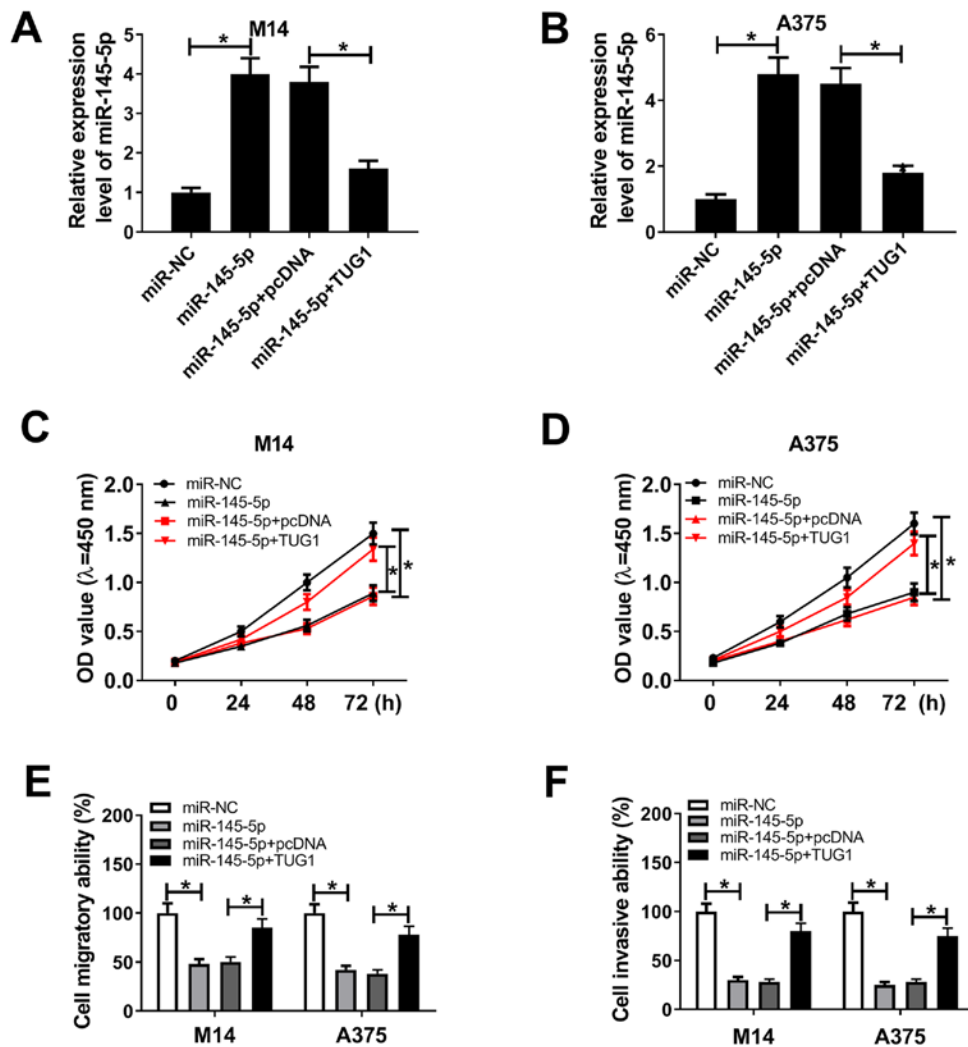 A
M14
Relative expression
level of miR-145-5p
6
4
3
2
1
0
*
*
miR-NC
miR-145-5p
miR-145-5p+pcDNA
miR-145-5p+TUG1
B
A375
Relative expression
level of miR-145-5p
6
4
2
0
*
*
miR-NC
miR-145-5p
miR-145-5p+pcDNA
miR-145-5p+TUG1
C
M14
OD value (λ=450 nm)
2.0
1.5
1.0
0.5
0.0
miR-NC
miR-145-5p
miR-145-5p+pcDNA
miR-145-5p+TUG1
* *
0 24 48 72 (h)
D
A375
OD value (λ=450 nm)
2.0
1.5
1.0
0.5
0.0
miR-NC
miR-145-5p
miR-145-5p+pcDNA
miR-145-5p+TUG1
* *
0 24 48 72 (h)
E
Cell migratory ability (%)
200
150
100
50
0
miR-NC
miR-145-5p
miR-145-5p+pcDNA
miR-145-5p+TUG1
* * * *
M14 A375
F
Cell invasive ability (%)
200
150
100
50
0
miR-NC
miR-145-5p
miR-145-5p+pcDNA
miR-145-5p+TUG1
* * * *
M14 A375